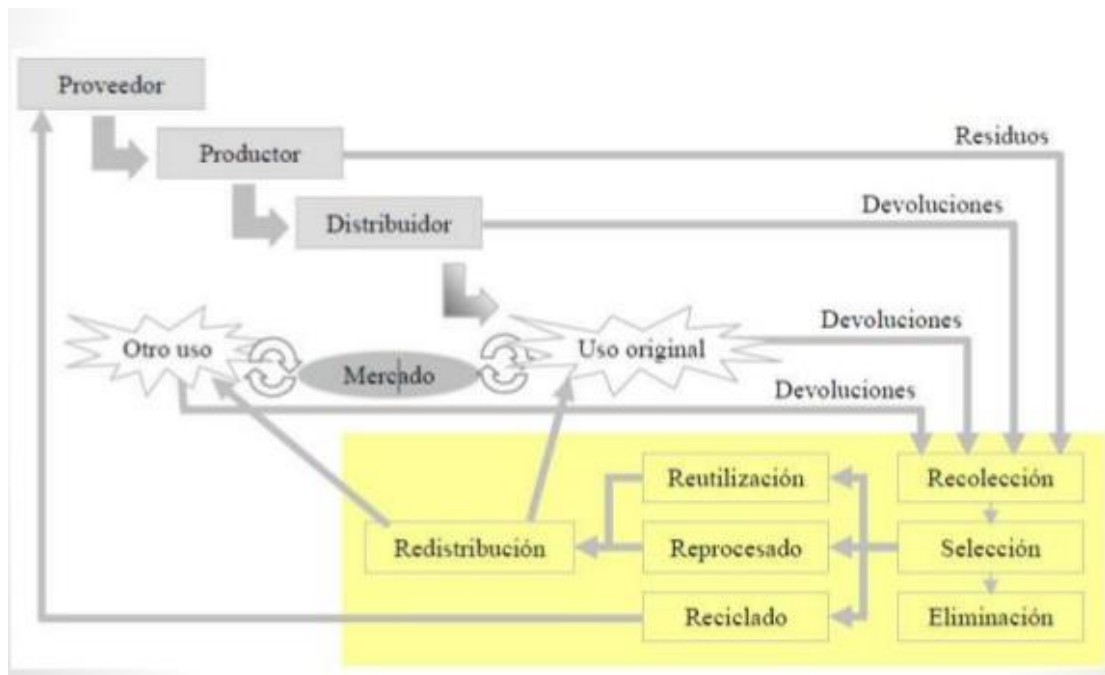 Proveedor
Productor
Residuos
Distribuidor
Devoluciones
Devoluciones
Otro uso
Mercado
Uso original
Devoluciones
Reutilización
Recolección
Redistribución
Reprocesado
Selección
Reciclado
Eliminación